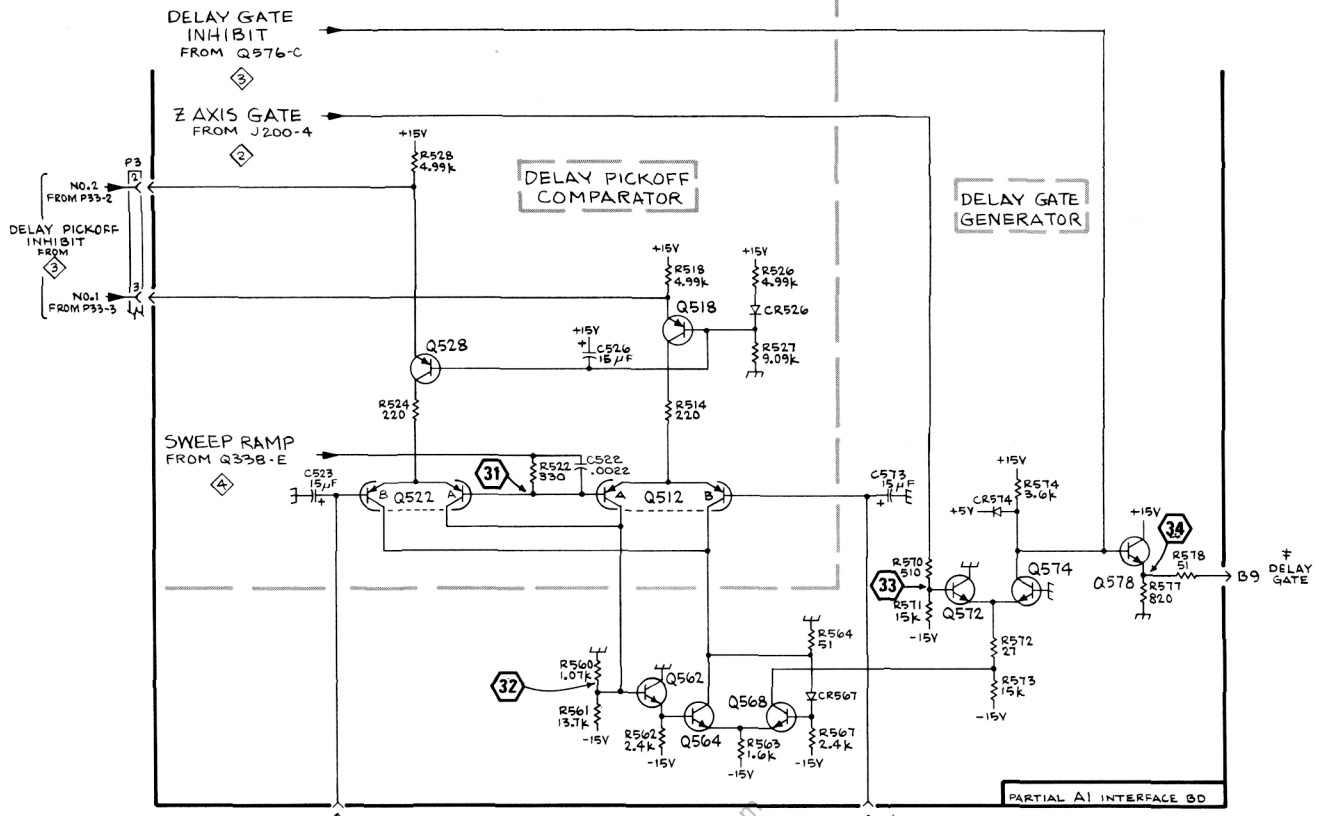 DELAY GATE
INHIBIT
FROM Q576-C
3
Z AXIS GATE
FROM J200-4
2
+15V
R528
4.99K
P3
2
NO.2
FROM P33-2
DELAY PICKOFF
INHIBIT
FROM
3
3
NO.1
FROM P33-3
DELAY PICKOFF
COMPARATOR
DELAY GATE
GENERATOR
+15V
R518
4.99K
+15V
R526
4.99K
Q518
CR526
R527
9.09K
+15V
+
C526
15µF
Q528
R524
220
R514
220
SWEEP RAMP
FROM Q338-E
4
31
R522
330
C522
.0022
C523
15µF
+
B Q522 A
A Q512 B
C573
15µF
+
+15V
R574
3.6K
CR574
+5V
+15V
34
R578
51
B9
‡
DELAY
GATE
R577
820
Q578
Q574
R570
510
33
R571
15K
-15V
Q572
R572
27
R573
15K
-15V
R564
51
R560
1.07K
32
Q562
R561
13.7K
-15V
R562
2.4K
-15V
Q564
Q568
CR567
R563
1.6K
-15V
R567
2.4K
-15V
PARTIAL A1 INTERFACE BD